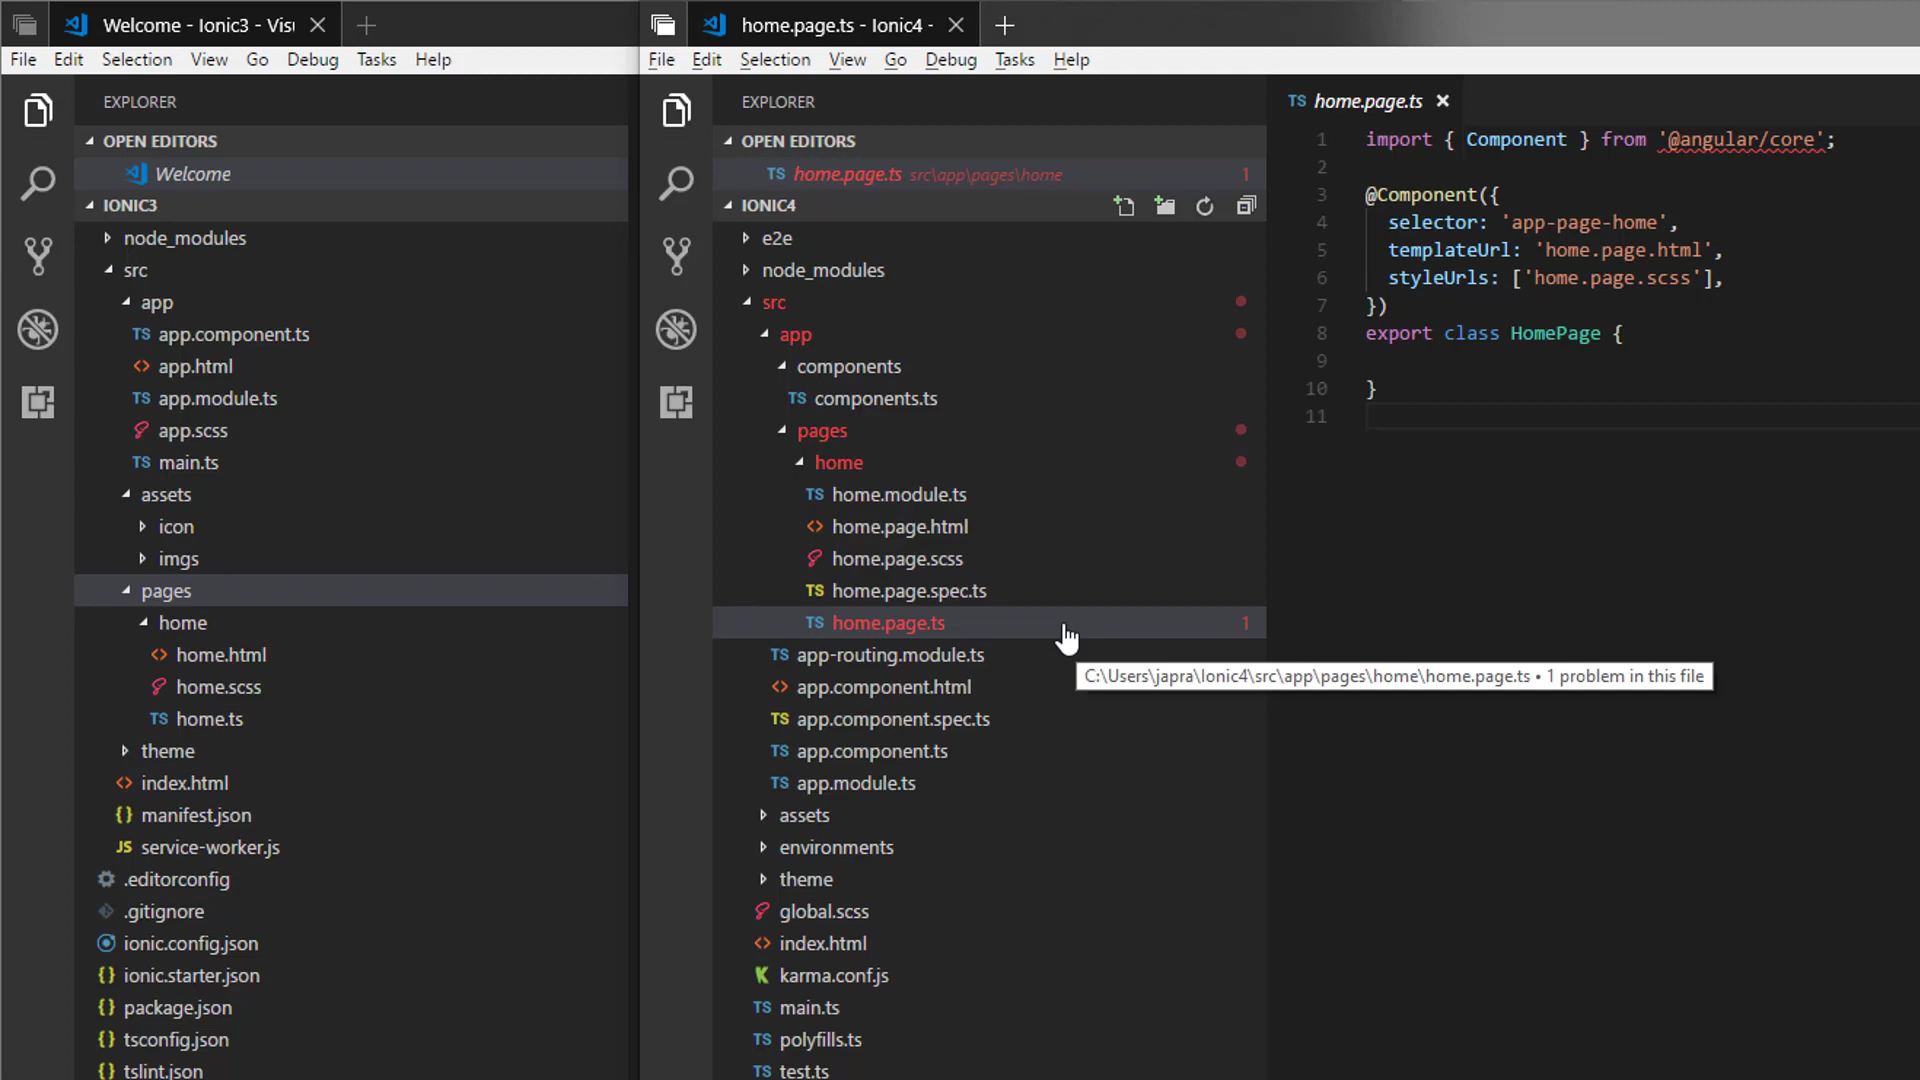 Welcome - Ionic3 - Visu
File Edit Selection View Go Debug Tasks Help
EXPLORER
OPEN EDITORS
Welcome
IONIC3
node_modules
src
app
TS app.component.ts
<> app.html
TS app.module.ts
app.scss
TS main.ts
assets
icon
imgs
pages
home
<> home.html
home.scss
TS home.ts
theme
<> index.html
{} manifest.json
JS service-worker.js
.editorconfig
.gitignore
ionic.config.json
{} ionic.starter.json
{} package.json
{} tsconfig.json
{} tslint.json
home.page.ts - Ionic4 -
File Edit Selection View Go Debug Tasks Help
EXPLORER
OPEN EDITORS
TS home.page.ts src\app\pages\home 1
IONIC4
e2e
node_modules
src
app
components
TS components.ts
pages
home
TS home.module.ts
<> home.page.html
home.page.scss
TS home.page.spec.ts
TS home.page.ts 1
TS app-routing.module.ts
<> app.component.html
TS app.component.spec.ts
TS app.component.ts
TS app.module.ts
assets
environments
theme
global.scss
<> index.html
karma.conf.js
TS main.ts
TS polyfills.ts
TS test.ts
C:\Users\japra\Ionic4\src\app\pages\home\home.page.ts • 1 problem in this file
TS home.page.ts
1 import { Component } from '@angular/core';
2
3 @Component({
4 selector: 'app-page-home',
5 templateUrl: 'home.page.html',
6 styleUrls: ['home.page.scss'],
7 })
8 export class HomePage {
9
10 }
11